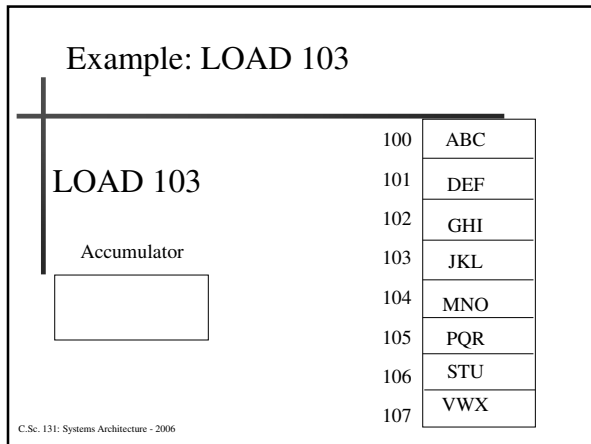 Example: LOAD 103
LOAD 103
Accumulator
100 ABC
101 DEF
102 GHI
103 JKL
104 MNO
105 PQR
106 STU
107 VWX
C.Sc. 131: Systems Architecture - 2006